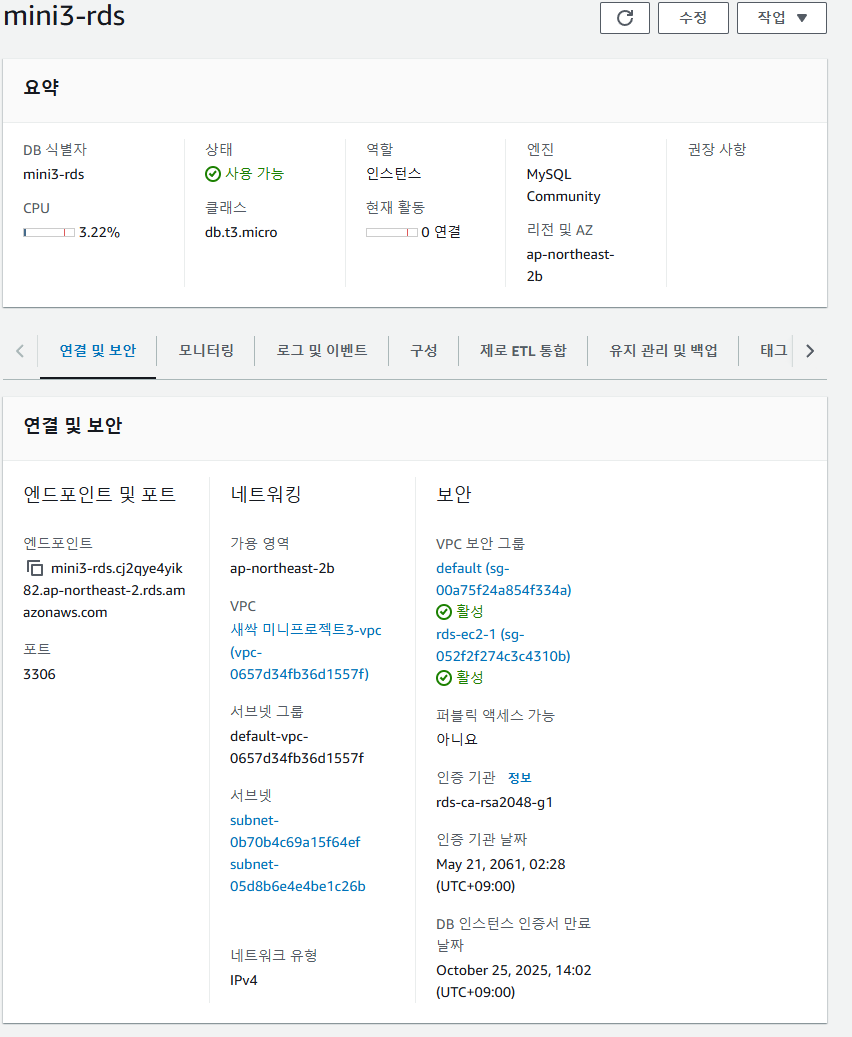 mini3-rds
수정
작업
요약
DB 식별자
mini3-rds
CPU
3.22%
상태
사용 가능
클래스
db.t3.micro
역할
인스턴스
현재 활동
0 연결
엔진
MySQL
Community
리전 및 AZ
ap-northeast-
2b
권장 사항
연결 및 보안
모니터링
로그 및 이벤트
구성
제로 ETL 통합
유지 관리 및 백업
태그
연결 및 보안
엔드포인트 및 포트
엔드포인트
mini3-rds.cj2qye4yik
82.ap-northeast-2.rds.am
azonaws.com
포트
3306
네트워킹
가용 영역
ap-northeast-2b
VPC
새싹 미니프로젝트3-vpc
(vpc-
0657d34fb36d1557f)
서브넷 그룹
default-vpc-
0657d34fb36d1557f
서브넷
subnet-
0b70b4c69a15f64ef
subnet-
05d8b6e4e4be1c26b
네트워크 유형
IPv4
보안
VPC 보안 그룹
default (sg-
00a75f24a854f334a)
활성
rds-ec2-1 (sg-
052f2f274c3c4310b)
활성
퍼블릭 액세스 가능
아니요
인증 기관 정보
rds-ca-rsa2048-g1
인증 기관 날짜
May 21, 2061, 02:28
(UTC+09:00)
DB 인스턴스 인증서 만료
날짜
October 25, 2025, 14:02
(UTC+09:00)